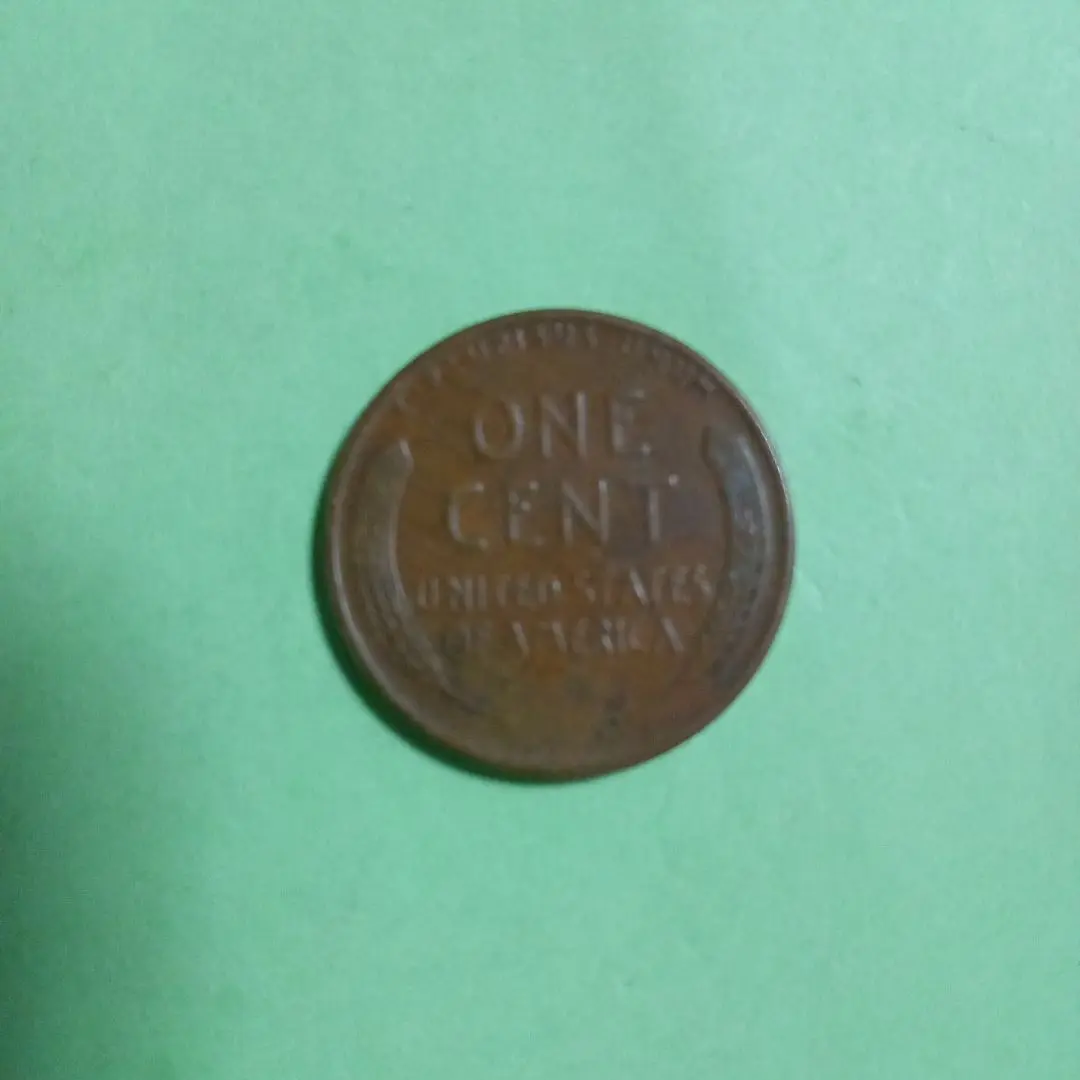 ONE
CENT
UNITED STATES
OF AMERICA